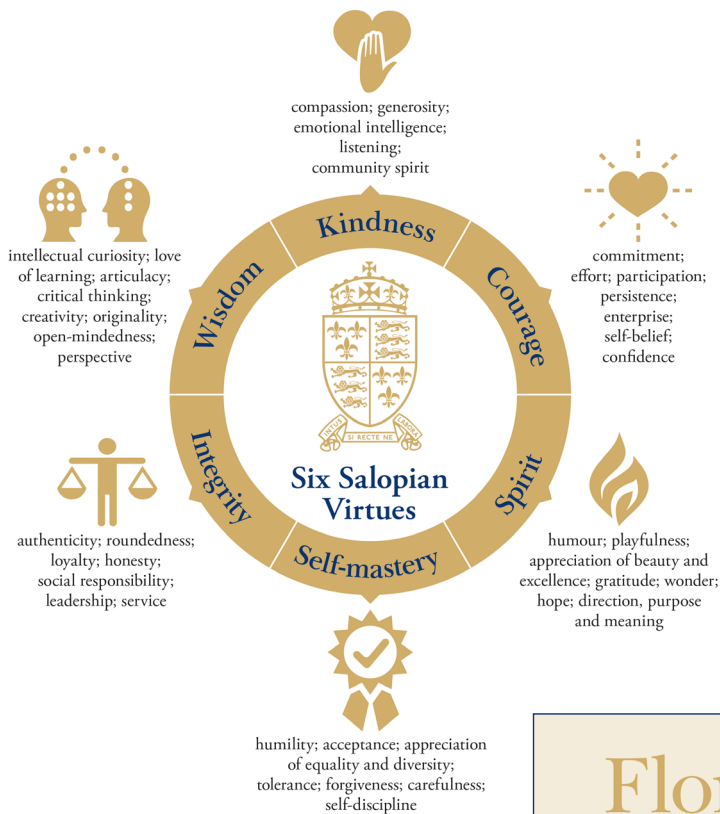 compassion; generosity;
emotional intelligence;
listening;
community spirit
Kindness
intellectual curiosity; love
of learning; articulacy;
critical thinking;
creativity; originality;
open-mindedness;
perspective
Wisdom
Courage
commitment;
effort; participation;
persistence;
enterprise;
self-belief;
confidence
INTUS
SI RECTE NE
LABORA
Six Salopian
Virtues
Integrity
authenticity; roundedness;
loyalty; honesty;
social responsibility;
leadership; service
Spirit
humour; playfulness;
appreciation of beauty and
excellence; gratitude; wonder;
hope; direction, purpose
and meaning
Self-mastery
humility; acceptance; appreciation
of equality and diversity;
tolerance; forgiveness; carefulness;
self-discipline